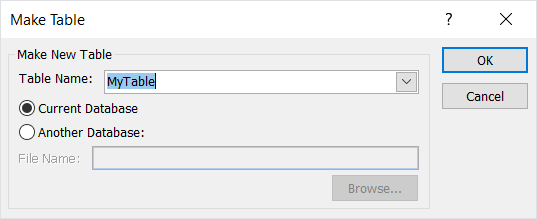 Make Table
?
Make New Table
OK
Table Name: MyTable
Current Database
Cancel
Another Database:
File Name:
Browse...